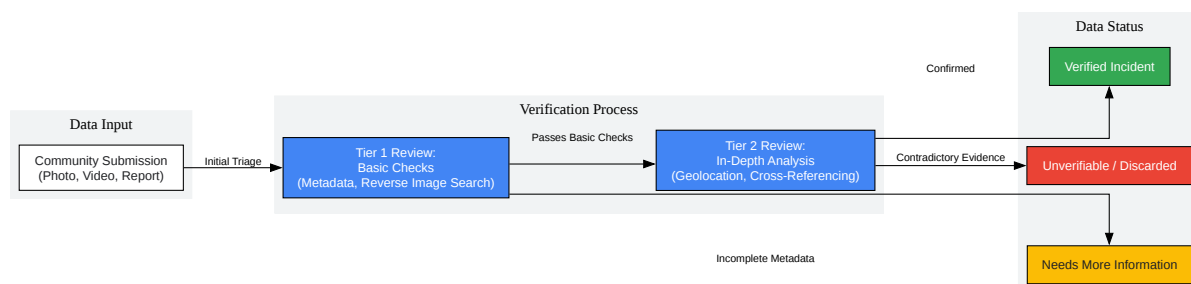 Data Input
Community Submission
(Photo, Video, Report)
Initial Triage
Verification Process
Tier 1 Review:
Basic Checks
(Metadata, Reverse Image Search)
Passes Basic Checks
Tier 2 Review:
In-Depth Analysis
(Geolocation, Cross-Referencing)
Confirmed
Contradictory Evidence
Incomplete Metadata
Data Status
Verified Incident
Unverifiable / Discarded
Needs More Information